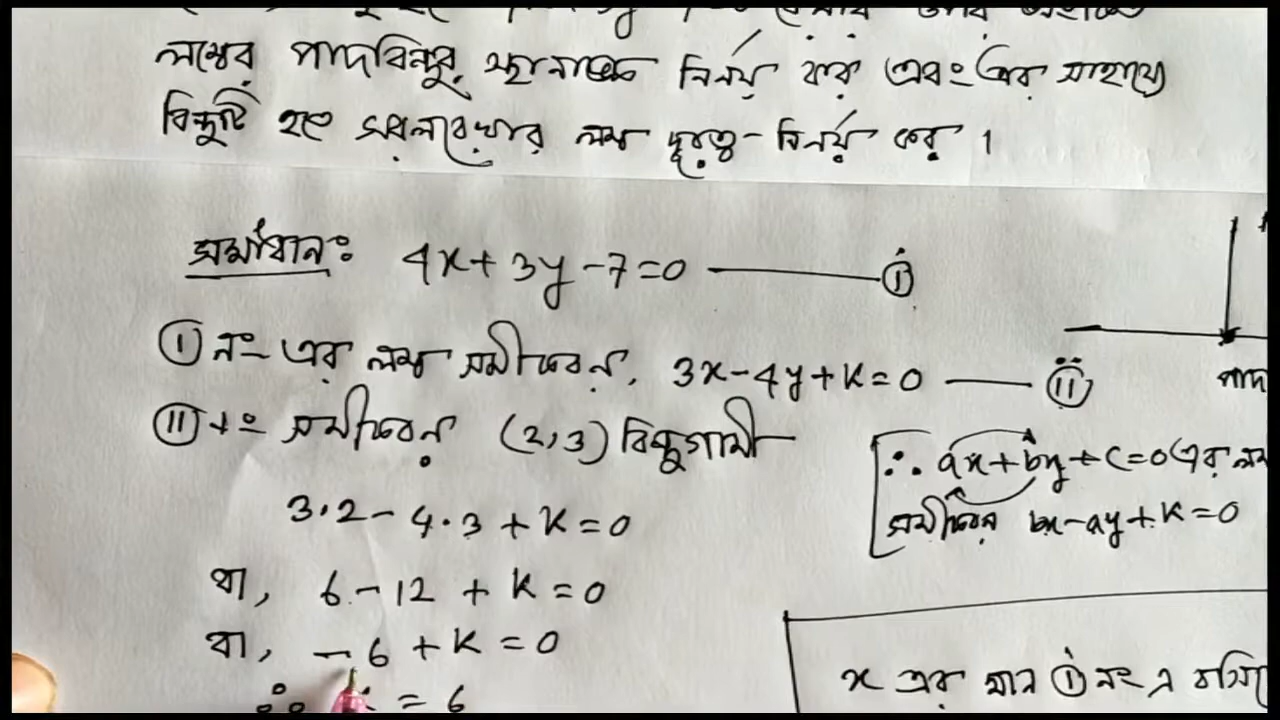 লম্বের পাদবিন্দুর স্থানাঙ্ক নির্ণয় কর এবং এর সাহায্যে
বিন্দুটি হতে সরলরেখার লম্ব দূরত্ব নির্ণয় কর ।
সমাধানঃ 4x + 3y - 7 = 0 — (i)
(i) নং এর লম্ব সমীকরণ, 3x - 4y + k = 0 — (ii)
(ii) নং সমীকরণ (2,3) বিন্দুগামী
3·2 - 4·3 + k = 0
বা, 6 - 12 + k = 0
বা, - 6 + k = 0
∴ = 6
পাদ
∴ ax + by + c = 0 এর লম্ব
সমীকরণ bx - ay + k = 0
x এর মান (i) নং এ